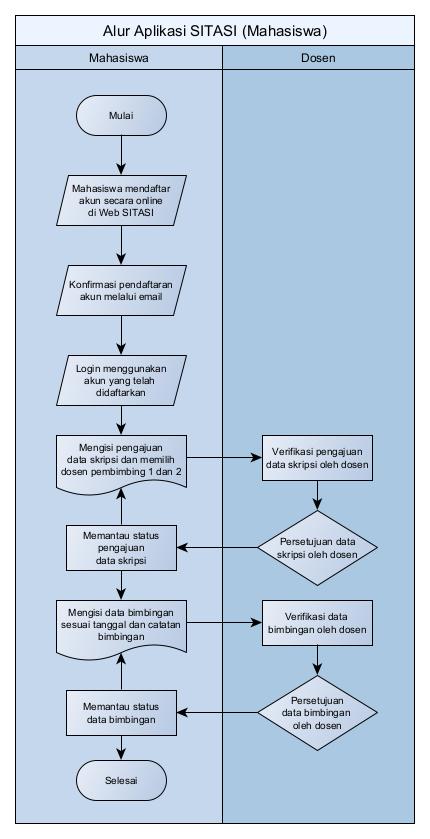 Alur Aplikasi SITASI (Mahasiswa)
Mahasiswa
Dosen
Mulai
Mahasiswa mendaftar
akun secara online
di Web SITASI
Konfirmasi pendaftaran
akun melalui email
Login menggunakan
akun yang telah
didaftarkan
Mengisi pengajuan
data skripsi dan memilih
dosen pembimbing 1 dan 2
Verifikasi pengajuan
data skripsi oleh dosen
Persetujuan data
skripsi oleh dosen
Memantau status
pengajuan
data skripsi
Mengisi data bimbingan
sesuai tanggal dan catatan
bimbingan
Verifikasi data
bimbingan oleh dosen
Persetujuan
data bimbingan
oleh dosen
Memantau status
data bimbingan
Selesai